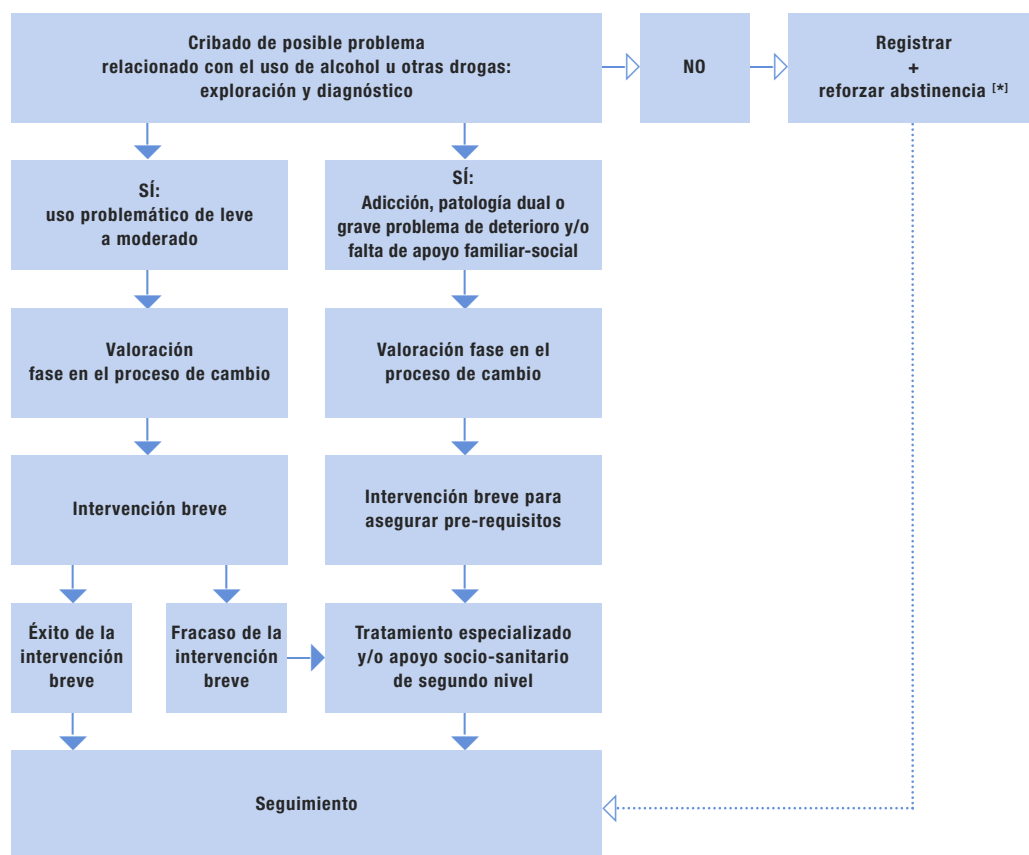 Cribado de posible problema
relacionado con el uso de alcohol u otras drogas:
exploración y diagnóstico
NO
Registrar
+
reforzar abstinencia [*]
SÍ:
uso problemático de leve
a moderado
SÍ:
Adicción, patología dual o
grave problema de deterioro y/o
falta de apoyo familiar-social
Valoración
fase en el proceso de cambio
Valoración fase en el
proceso de cambio
Intervención breve
Intervención breve para
asegurar pre-requisitos
Éxito de la
intervención
breve
Fracaso de la
intervención
breve
Tratamiento especializado
y/o apoyo socio-sanitario
de segundo nivel
Seguimiento